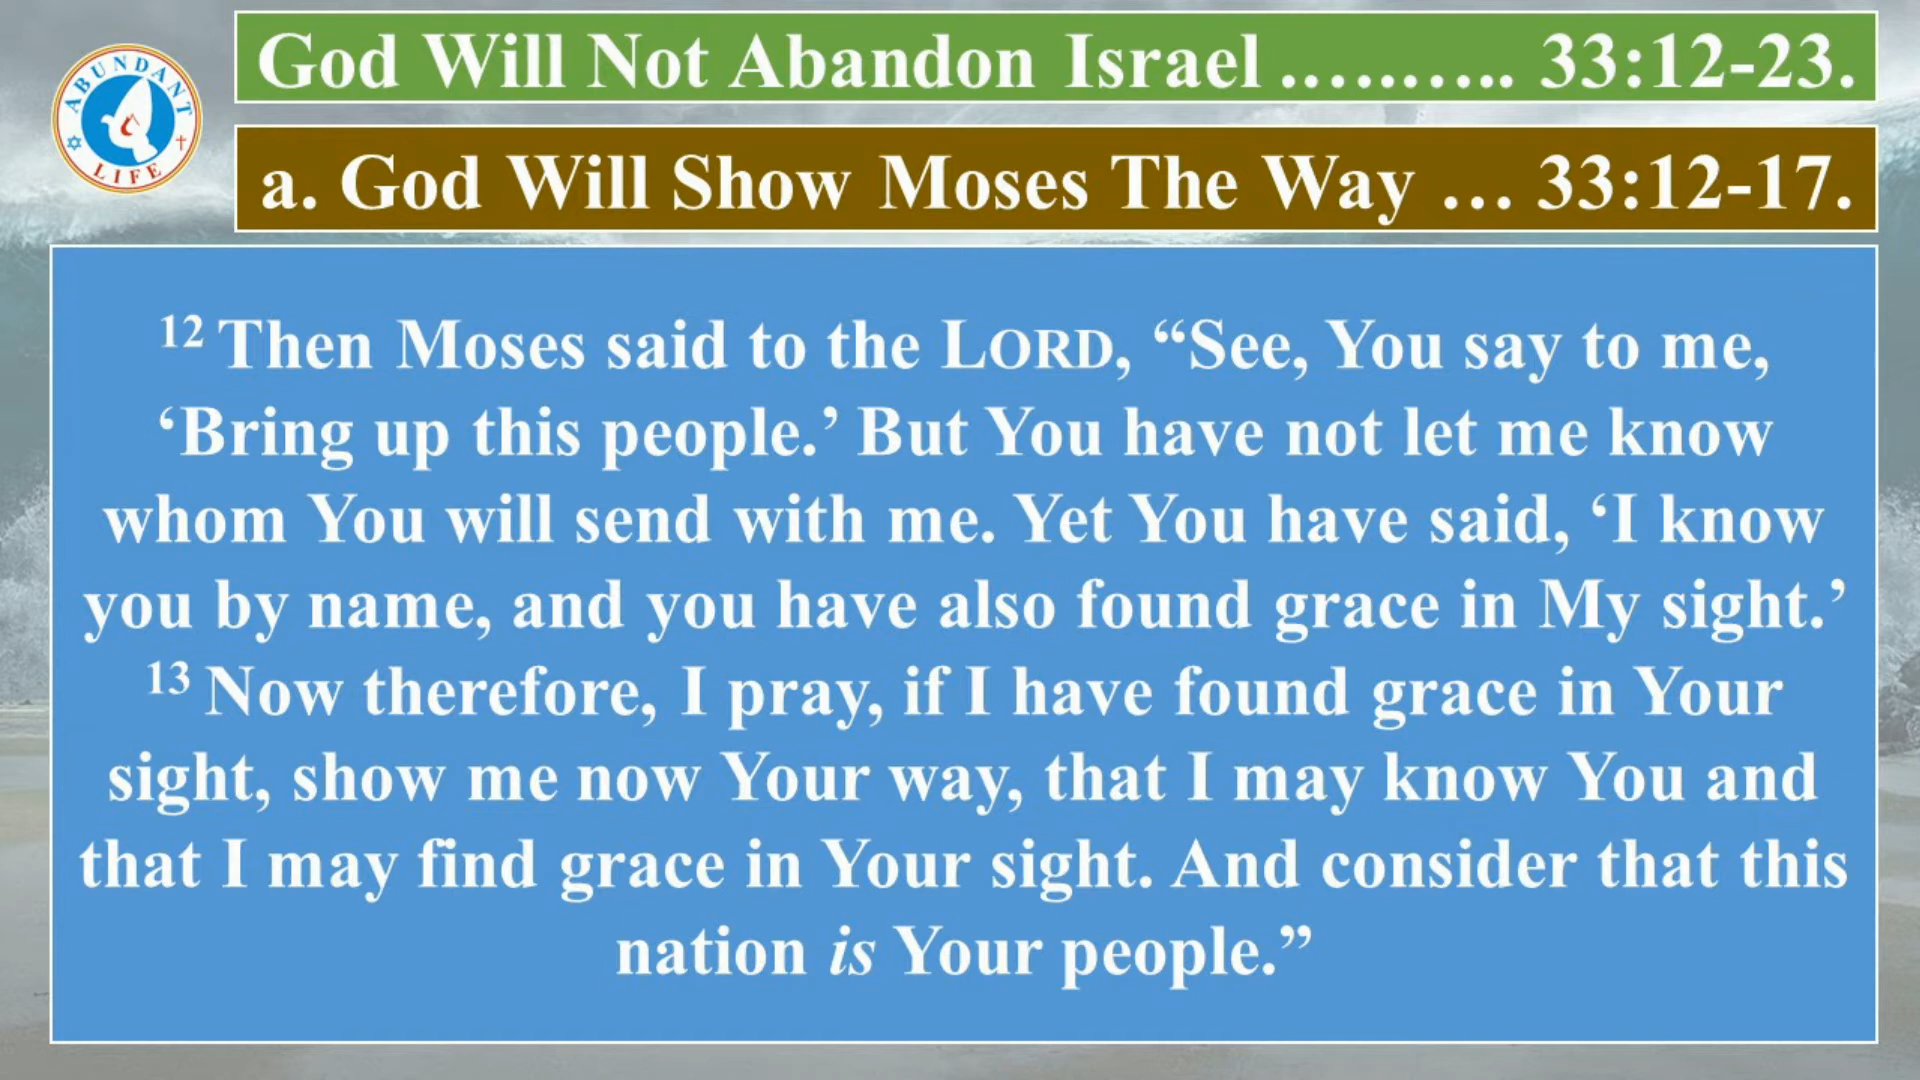 ABUNDANT
LIFE
God Will Not Abandon Israel ……….. 33:12-23.
a. God Will Show Moses The Way … 33:12-17.
12 Then Moses said to the LORD, “See, You say to me,
‘Bring up this people.’ But You have not let me know
whom You will send with me. Yet You have said, ‘I know
you by name, and you have also found grace in My sight.’
13 Now therefore, I pray, if I have found grace in Your
sight, show me now Your way, that I may know You and
that I may find grace in Your sight. And consider that this
nation is Your people.”